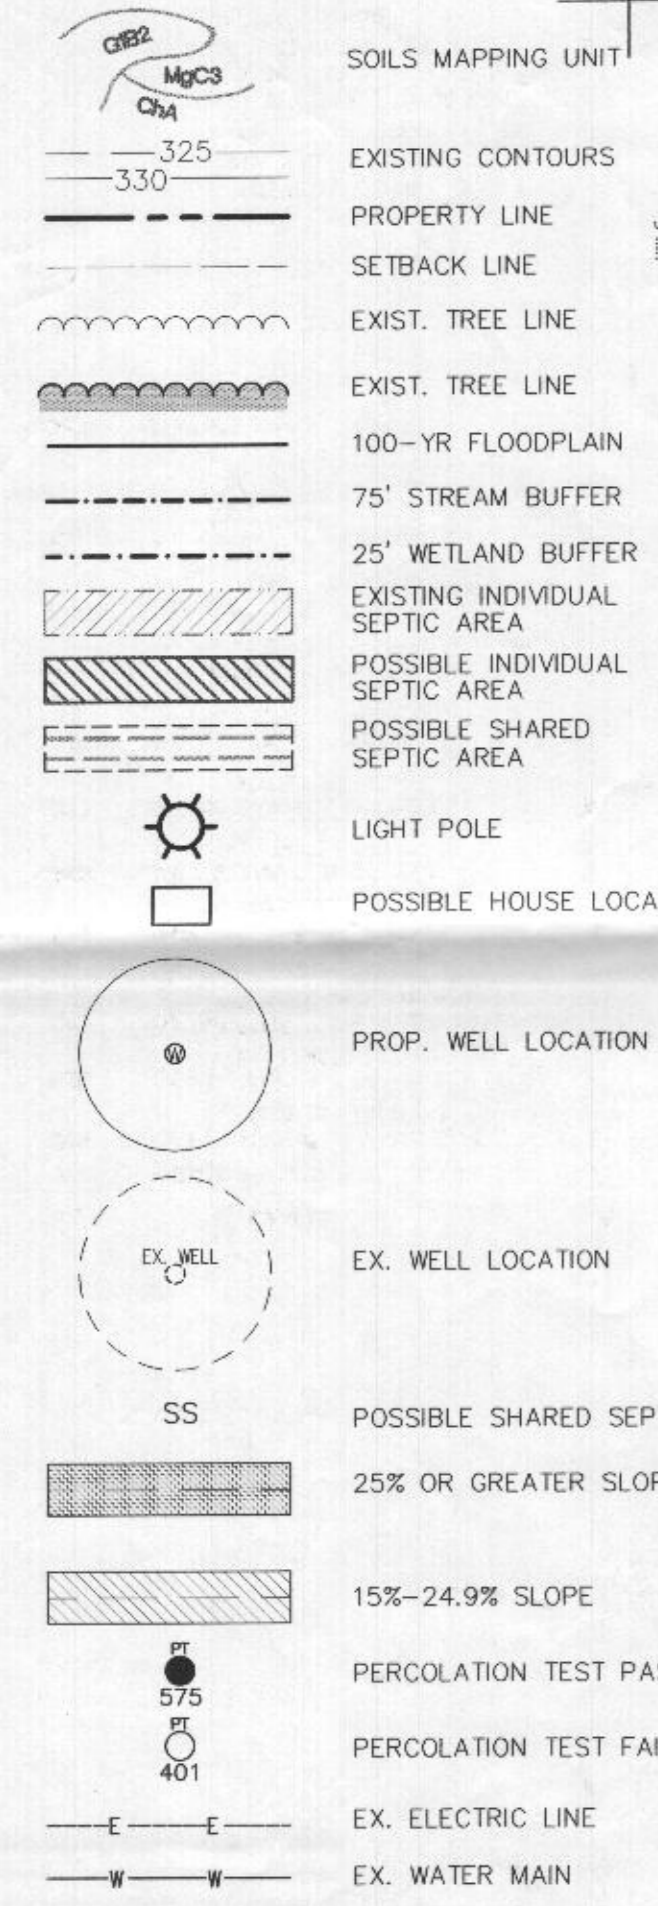 GfB2
MgC3
ChA
SOILS MAPPING UNIT
325
330
EXISTING CONTOURS
PROPERTY LINE
SETBACK LINE
EXIST. TREE LINE
EXIST. TREE LINE
100-YR FLOODPLAIN
75' STREAM BUFFER
25' WETLAND BUFFER
EXISTING INDIVIDUAL
SEPTIC AREA
POSSIBLE INDIVIDUAL
SEPTIC AREA
POSSIBLE SHARED
SEPTIC AREA
LIGHT POLE
POSSIBLE HOUSE LOCA
W
PROP. WELL LOCATION
EX. WELL
EX. WELL LOCATION
SS
POSSIBLE SHARED SEP
25% OR GREATER SLOP
15%-24.9% SLOPE
PT
575
PERCOLATION TEST PAS
PT
401
PERCOLATION TEST FAI
E E
EX. ELECTRIC LINE
W W
EX. WATER MAIN